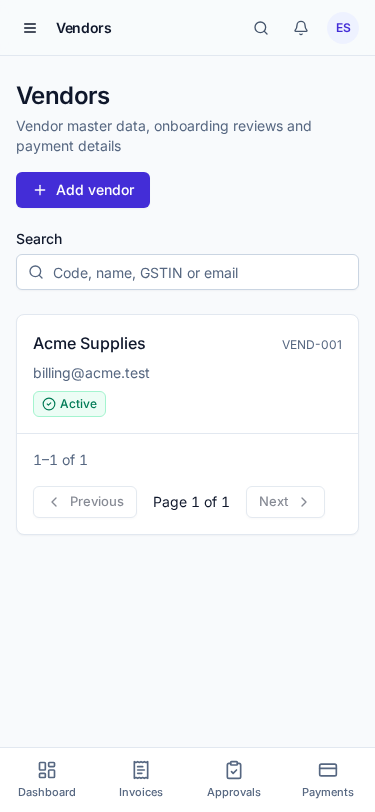 Vendors
ES
Vendors
Vendor master data, onboarding reviews and
payment details
Add vendor
Search
Code, name, GSTIN or email
Acme Supplies
VEND-001
billing@acme.test
Active
1–1 of 1
Previous
Page 1 of 1
Next
Dashboard
Invoices
Approvals
Payments